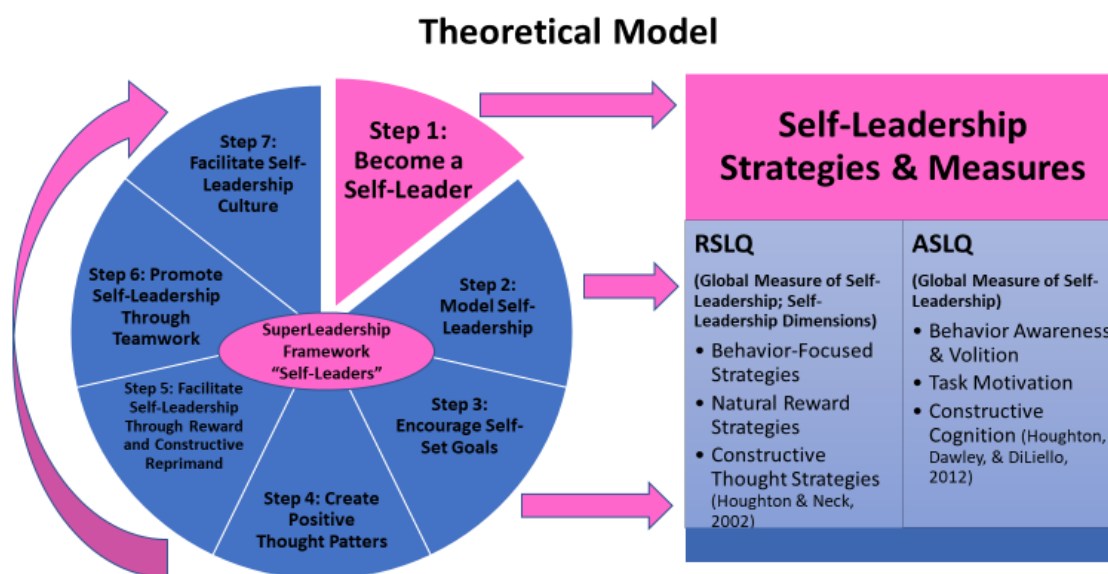 Theoretical Model
Step 1:
Become a
Self-Leader
Step 2:
Model Self-
Leadership
Step 3:
Encourage Self-
Set Goals
Step 4: Create
Positive
Thought Patters
Step 5: Facilitate
Self-Leadership
Through Reward
and Constructive
Reprimand
Step 6: Promote
Self-Leadership
Through
Teamwork
Step 7:
Facilitate Self-
Leadership
Culture
SuperLeadership
Framework
“Self-Leaders”
Self-Leadership
Strategies & Measures
RSLQ
(Global Measure of Self-
Leadership; Self-
Leadership Dimensions)
• Behavior-Focused
Strategies
• Natural Reward
Strategies
• Constructive
Thought Strategies
(Houghton & Neck,
2002)
ASLQ
(Global Measure of Self-
Leadership)
• Behavior Awareness
& Volition
• Task Motivation
• Constructive
Cognition (Houghton,
Dawley, & DiLiello,
2012)